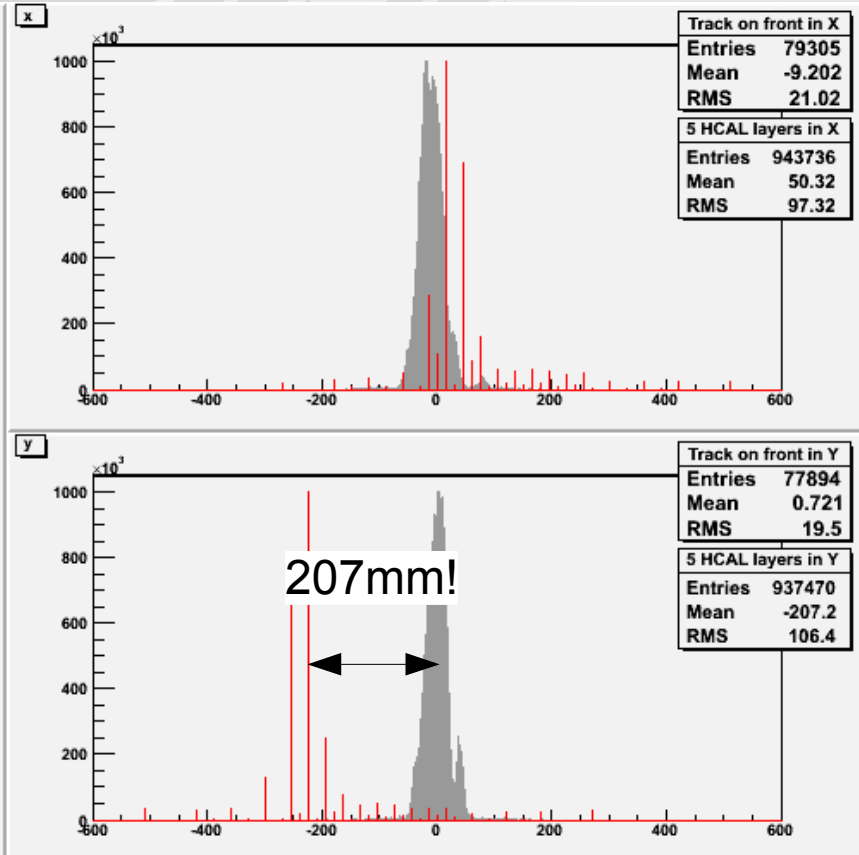 x
Track on front in X
Entries 79305
Mean -9.202
RMS 21.02
5 HCAL layers in X
Entries 943736
Mean 50.32
RMS 97.32
×10³
1000
800
600
400
200
0
-600 -400 -200 0 200 400 600
y
Track on front in Y
Entries 77894
Mean 0.721
RMS 19.5
5 HCAL layers in Y
Entries 937470
Mean -207.2
RMS 106.4
×10³
1000
800
600
400
200
0
207mm!
-600 -400 -200 0 200 400 600